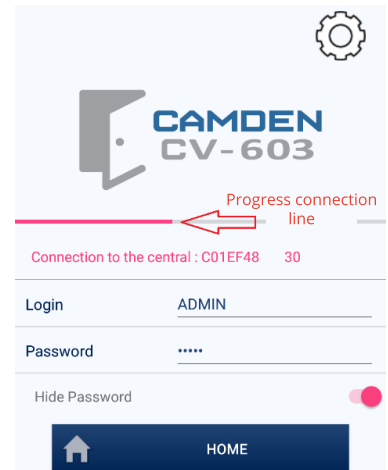 CAMDEN
CV-603
Progress connection
line
Connection to the central : C01EF48 30
Login ADMIN
Password •••••
Hide Password
HOME